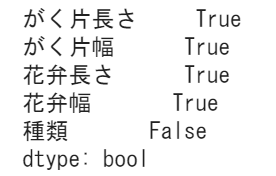 がく片長さ     True
がく片幅      True
花弁長さ      True
花弁幅       True
種類       False
dtype: bool